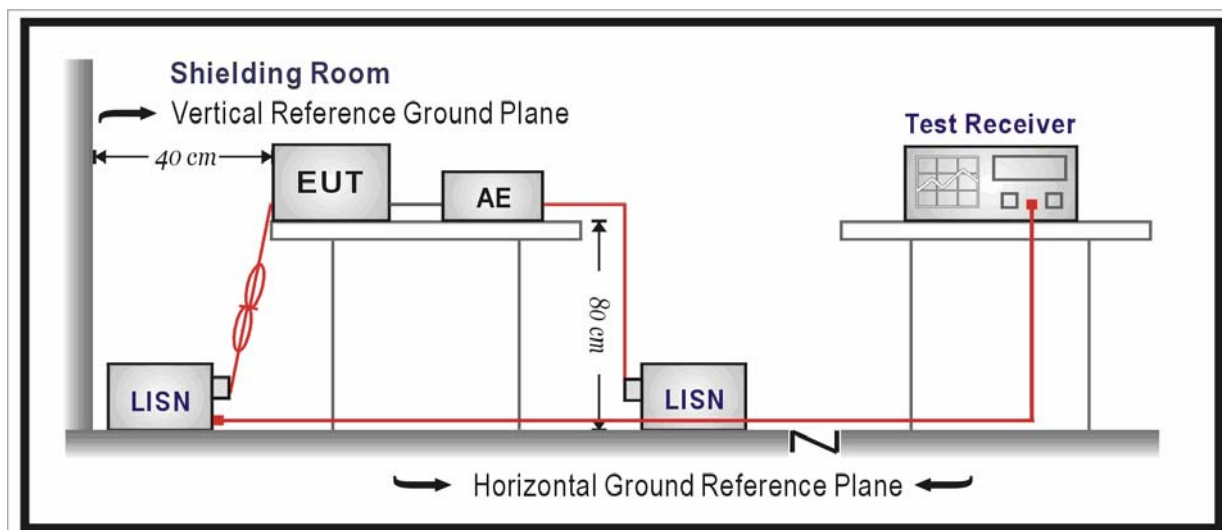 Shielding Room
Vertical Reference Ground Plane
40 cm
EUT
AE
Test Receiver
80 cm
LISN
LISN
Horizontal Ground Reference Plane